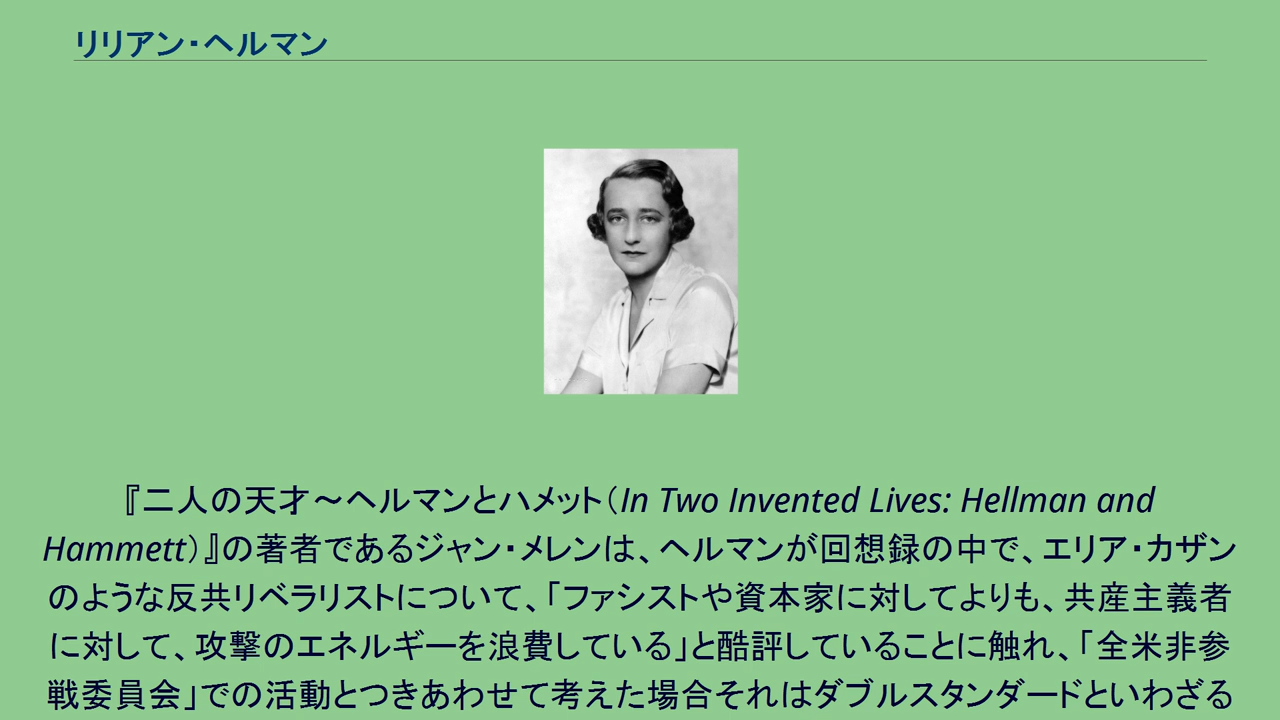 リリアン・ヘルマン
『二人の天才～ヘルマンとハメット（In Two Invented Lives: Hellman and
Hammett）』の著者であるジャン・メレンは、ヘルマンが回想録の中で、エリア・カザン
のような反共リベラリストについて、「ファシストや資本家に対してよりも、共産主義者
に対して、攻撃のエネルギーを浪費している」と酷評していることに触れ、「全米非参
戦委員会」での活動とつきあわせて考えた場合それはダブルスタンダードといわざる